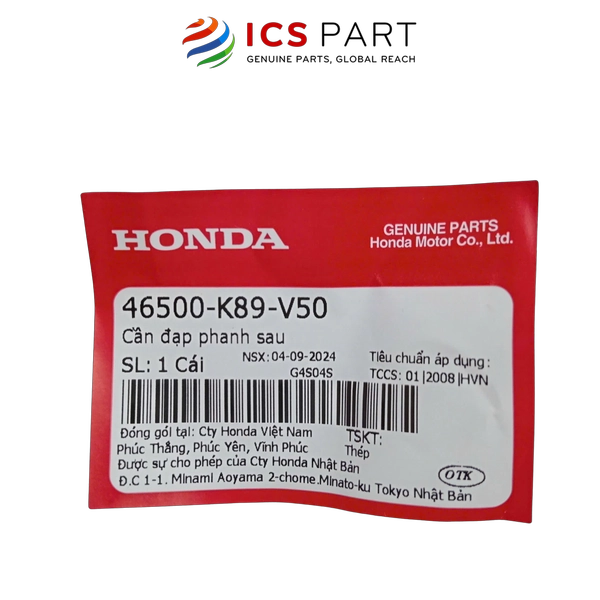 ICS PART
GENUINE PARTS, GLOBAL REACH
HONDA
GENUINE PARTS
Honda Motor Co., Ltd.
46500-K89-V50
Cần đạp phanh sau
SL: 1 Cái
NSX: 04-09-2024
G4S04S
Tiêu chuẩn áp dụng:
TCCS: 01|2008|HVN
Đóng gói tại: Cty Honda Việt Nam
Phúc Thắng, Phúc Yên, Vĩnh Phúc
TSKT:
Thép
Được sự cho phép của Cty Honda Nhật Bản
Đ.C 1-1. Minami Aoyama 2-chome.Minato-ku Tokyo Nhật Bản
OTK